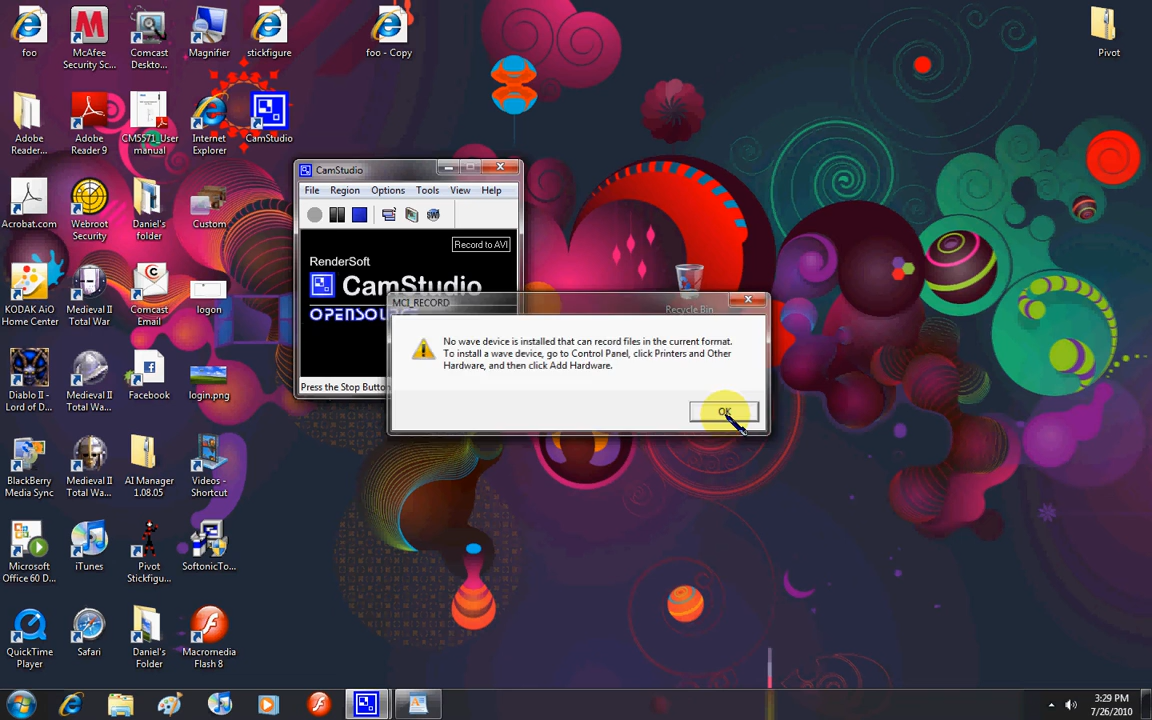 foo
McAfee
Security Sc...
Comcast
Deskto...
Magnifier
stickfigure
foo - Copy
Pivot
Adobe
Reader...
Adobe
Reader 9
CM5571_User
manual
Internet
Explorer
CamStudio
Acrobat.com
Webroot
Security
Daniel's
folder
Custom
KODAK AiO
Home Center
Medieval II
Total War
Comcast
Email
logon
Diablo II -
Lord of D...
Medieval II
Total Wa...
Facebook
login.png
BlackBerry
Media Sync
Medieval II
Total Wa...
AI Manager
1.08.05
Videos -
Shortcut
Microsoft
Office 60 D...
iTunes
Pivot
Stickfigu...
SoftonicTo...
QuickTime
Player
Safari
Daniel's
Folder
Macromedia
Flash 8
CamStudio
File Region Options Tools View Help
Record to AVI
RenderSoft
CamStudio
OPENSOURC
Press the Stop Butto
Recycle Bin
MCI_RECORD
No wave device is installed that can record files in the current format.
To install a wave device, go to Control Panel, click Printers and Other
Hardware, and then click Add Hardware.
OK
3:29 PM
7/26/2010